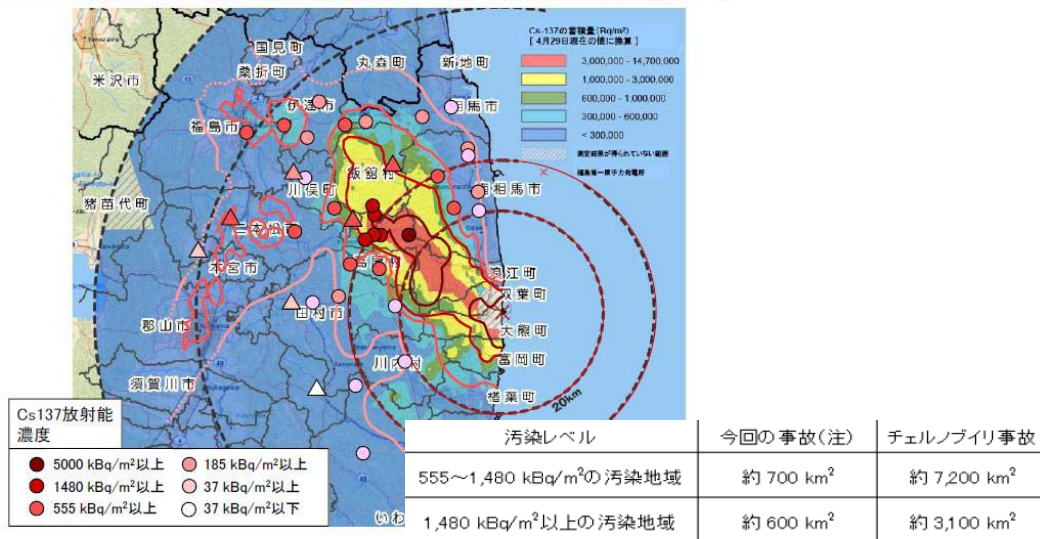 Cs-137の蓄積量(Bq/m²)
[ 4月29日現在の値に換算 ]
3,000,000 - 14,700,000
1,000,000 - 3,000,000
600,000 - 1,000,000
300,000 - 600,000
< 300,000
測定結果が得られていない範囲
福島第一原子力発電所
国見町
丸森町
新地町
桑折町
米沢市
伊達市
相馬市
福島市
飯舘村
川俣町
南相馬市
猪苗代町
二本松市
本宮市
浪江町
双葉町
田村市
郡山市
大熊町
川内村
富岡町
須賀川市
楢葉町
20km
いわ
Cs137放射能
濃度
5000 kBq/m²以上
185 kBq/m²以上
1480 kBq/m²以上
37 kBq/m²以上
555 kBq/m²以上
37 kBq/m²以下
汚染レベル 今回の事故(注) チェルノブイリ事故
555～1,480 kBq/m²の汚染地域 約 700 km² 約 7,200 km²
1,480 kBq/m²以上の汚染地域 約 600 km² 約 3,100 km²